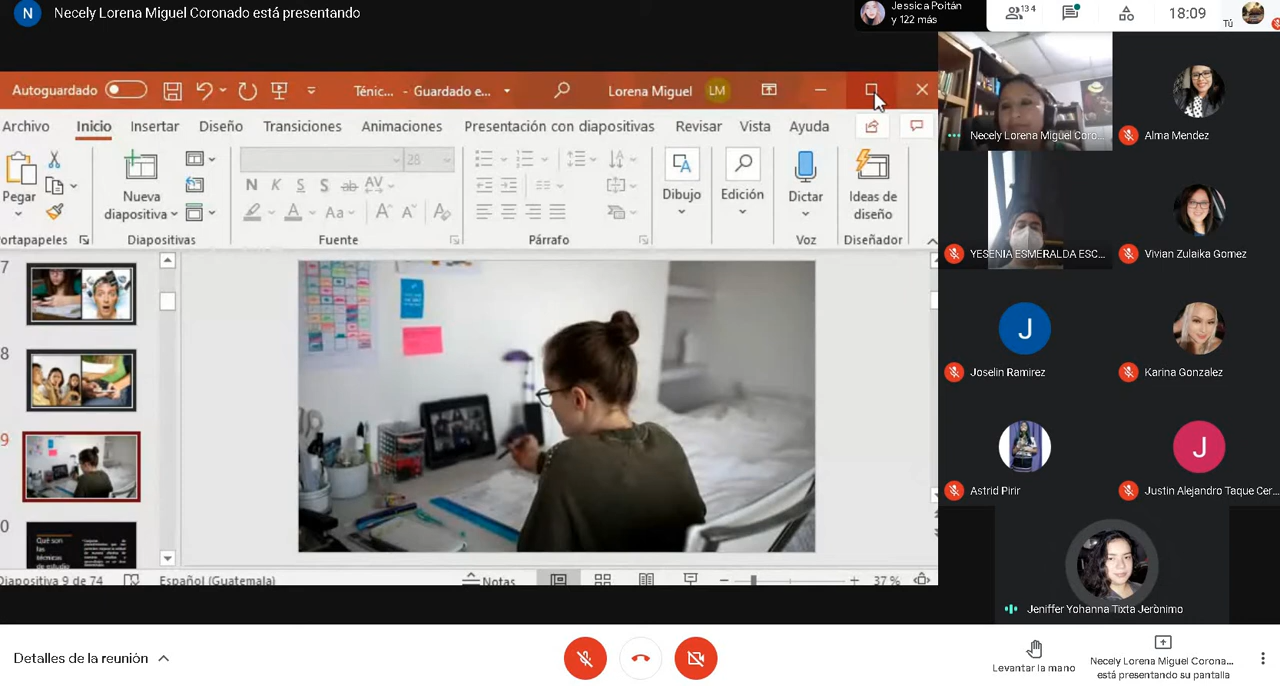 N Necely Lorena Miguel Coronado está presentando
Jessica Poitán
y 122 más
134
18:09
Tú
Autoguardado
Ténic... - Guardado e...
Lorena Miguel LM
Archivo Inicio Insertar Diseño Transiciones Animaciones Presentación con diapositivas Revisar Vista Ayuda
Pegar
Nueva
diapositiva
28
N K S S ab AV
A Aa A A A
Dibujo
Edición
Dictar
Ideas de
diseño
ortapapeles
Diapositivas
Fuente
Párrafo
Voz
Diseñador
7
8
9
0
Qué son
las
técnicas
de estudio
Diapositiva 9 de 74
Español (Guatemala)
Notas
37 %
Necely Lorena Miguel Coro...
Alma Mendez
YESENIA ESMERALDA ESC...
Vivian Zulaika Gomez
J
Joselin Ramirez
Karina Gonzalez
Astrid Pirir
J
Justin Alejandro Taque Cer...
Jeniffer Yohanna Tixta Jerònimo
Detalles de la reunión
Levantar la mano
Necely Lorena Miguel Corona...
está presentando su pantalla